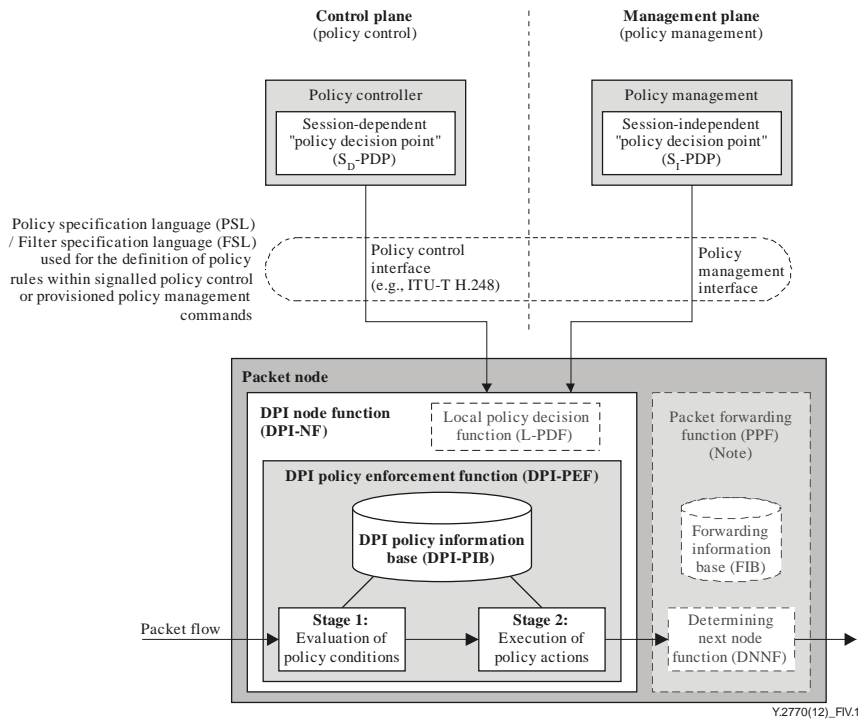 Control plane
(policy control)
Management plane
(policy management)
Policy controller
Session-dependent
"policy decision point"
(S_D-PDP)
Policy management
Session-independent
"policy decision point"
(S_I-PDP)
Policy specification language (PSL)
/ Filter specification language (FSL)
used for the definition of policy
rules within signalled policy control
or provisioned policy management
commands
Policy control
interface
(e.g., ITU-T H.248)
Policy
management
interface
Packet node
DPI node function
(DPI-NF)
Local policy decision
function (L-PDF)
Packet forwarding
function (PPF)
(Note)
DPI policy enforcement function (DPI-PEF)
DPI policy information
base (DPI-PIB)
Forwarding
information
base (FIB)
Packet flow
Stage 1:
Evaluation of
policy conditions
Stage 2:
Execution of
policy actions
Determining
next node
function (DNNF)
Y.2770(12)_FIV.1